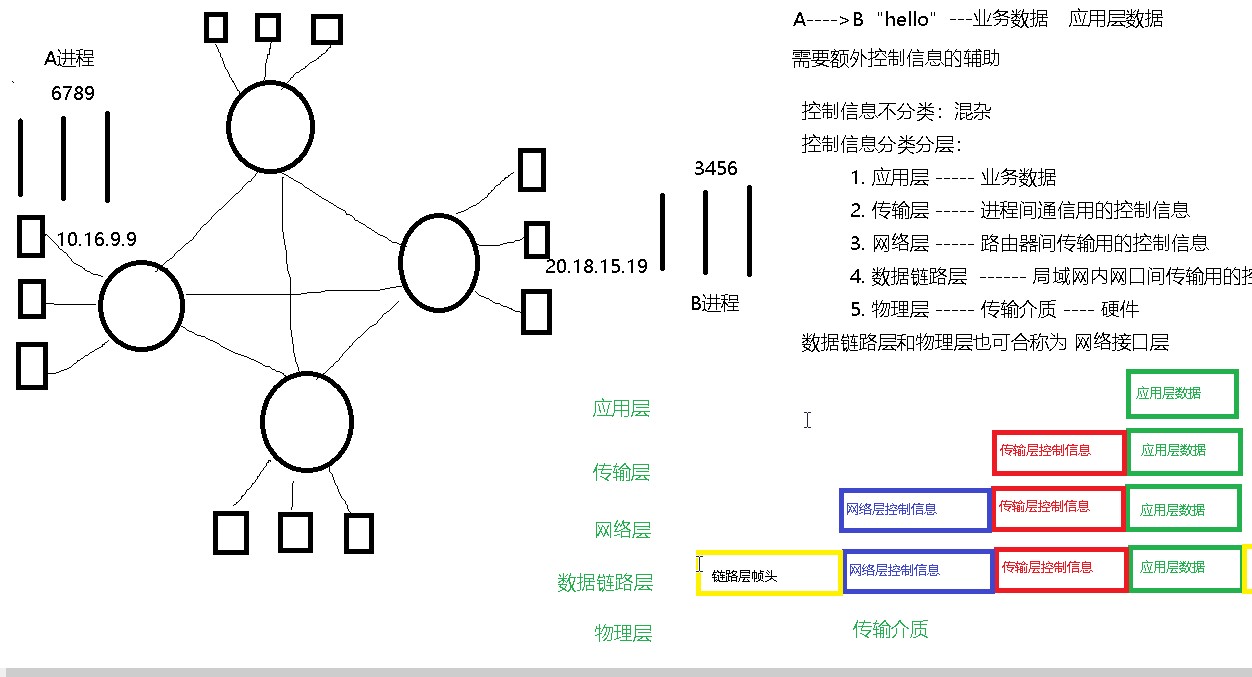 A进程
6789
10.16.9.9
20.18.15.19
3456
B进程
A---->B “hello” ---业务数据 应用层数据
需要额外控制信息的辅助
控制信息不分类：混杂
控制信息分类分层：
1. 应用层 ----- 业务数据
2. 传输层 ----- 进程间通信用的控制信息
3. 网络层 ----- 路由器间传输用的控制信息
4. 数据链路层 ------ 局域网内网口间传输用的
5. 物理层 ----- 传输介质 ---- 硬件
数据链路层和物理层也可合称为 网络接口层
应用层 应用层数据
传输层 传输层控制信息 应用层数据
网络层 网络层控制信息 传输层控制信息 应用层数据
数据链路层 链路层帧头 网络层控制信息 传输层控制信息 应用层数据
物理层 传输介质